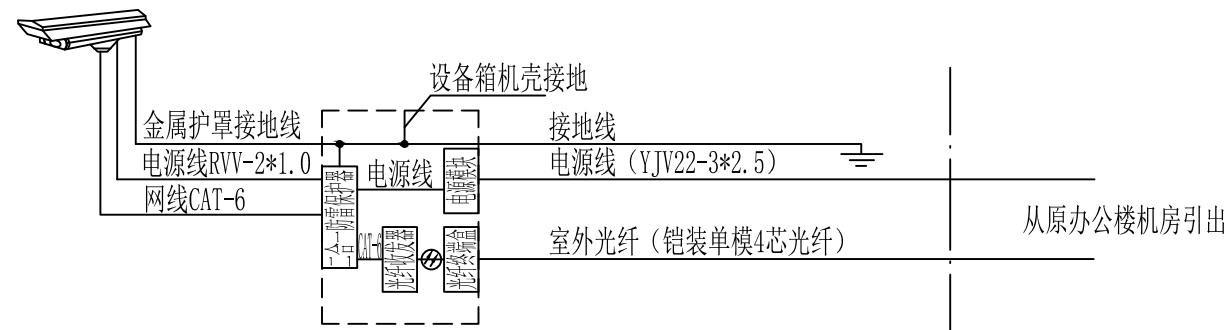 设备箱机壳接地
金属护罩接地线
接地线
电源线RVV-2*1.0
电源线
电源线（YJV22-3*2.5）
网线CAT-6
二合一防雷保护器
电源模块
从原办公楼机房引出
CAT-6
光纤收发器
光纤终端盒
室外光纤（铠装单模4芯光纤）